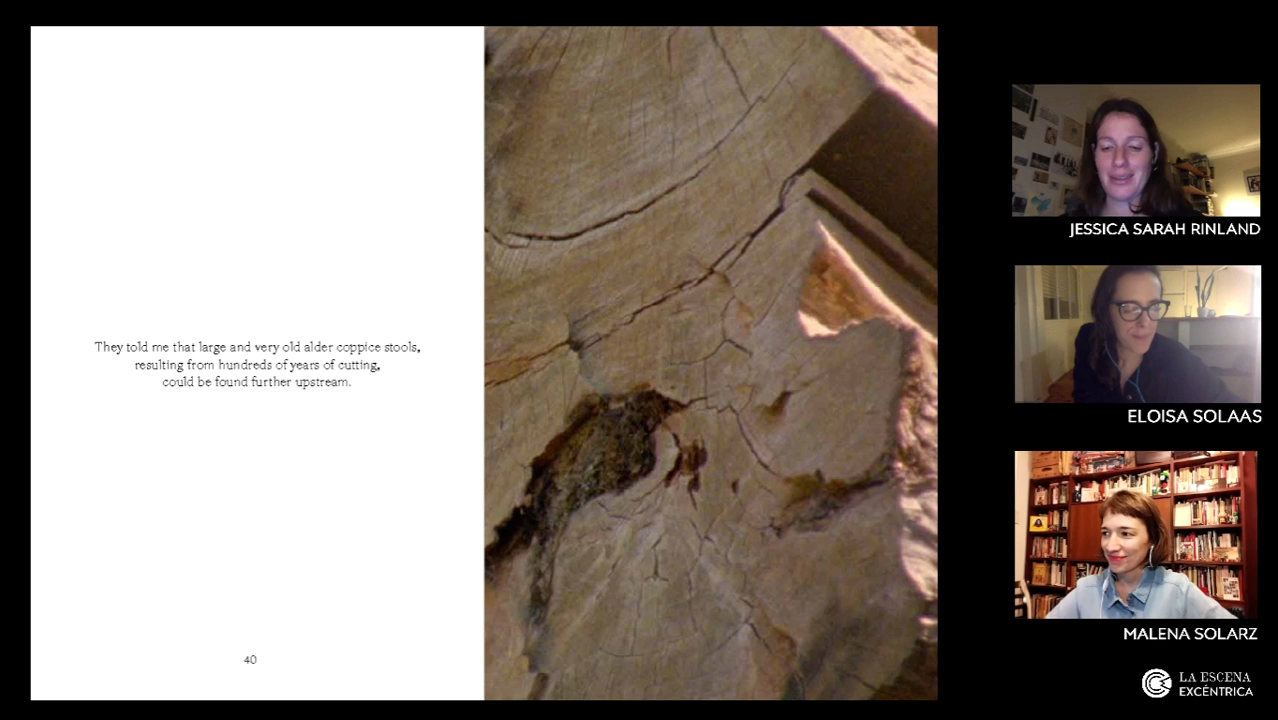 They told me that large and very old alder coppice stools,
resulting from hundreds of years of cutting,
could be found further upstream.
40
JESSICA SARAH RINLAND
ELOISA SOLAAS
MALENA SOLARZ
LA ESCENA
EXCÉNTRICA